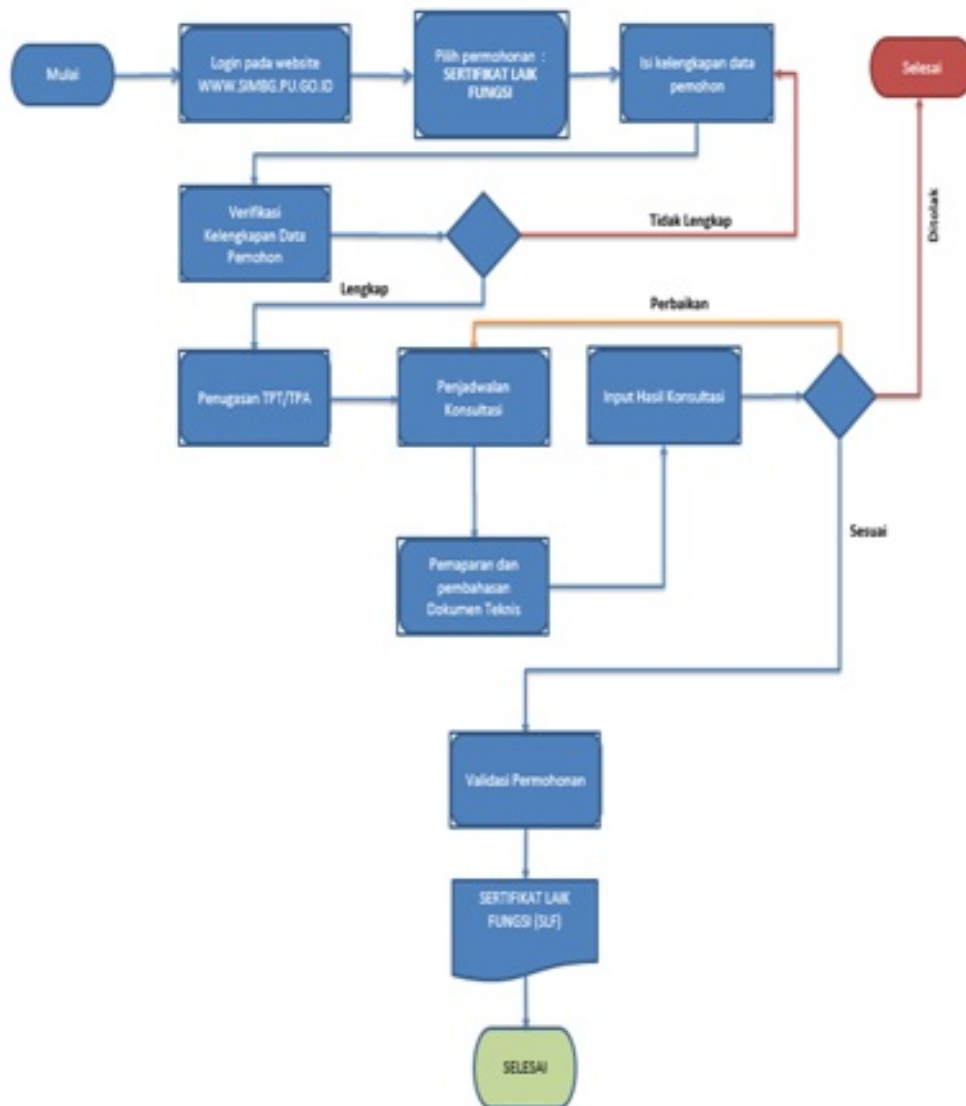 Mulai
Login pada website
WWW.SIMBG.PU.GO.ID
Pilih permohonan :
SERTIFIKAT LAIK
FUNGSI
Isi kelengkapan data
pemohon
Selesai
Verifikasi
Kelengkapan Data
Pemohon
Tidak Lengkap
Ditolak
Lengkap
Perbaikan
Penugasan TPT/TPA
Penjadwalan
Konsultasi
Input Hasil Konsultasi
Sesuai
Pemaparan dan
pembahasan
Dokumen Teknis
Validasi Permohonan
SERTIFIKAT LAIK
FUNGSI (SLF)
SELESAI